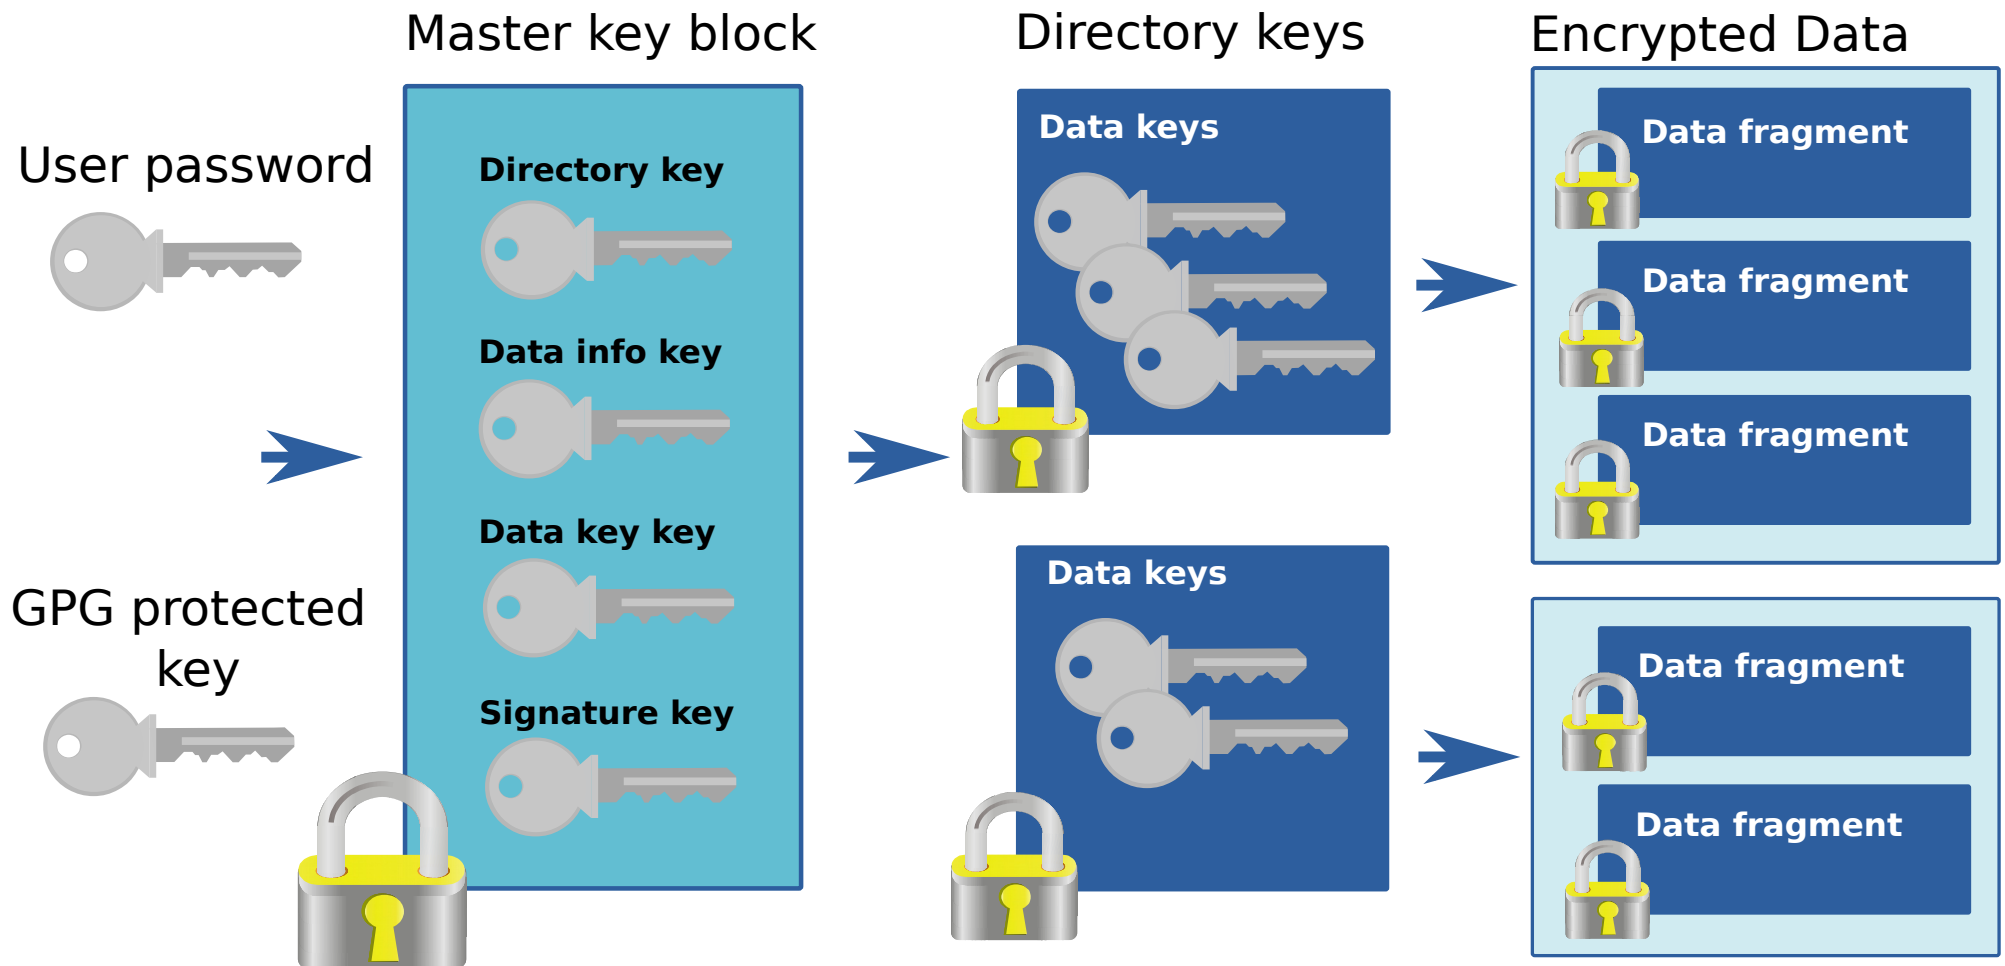 Master key block
Directory keys
Encrypted Data
User password
GPG protected
key
Directory key
Data info key
Data key key
Signature key
Data keys
Data keys
Data fragment
Data fragment
Data fragment
Data fragment
Data fragment